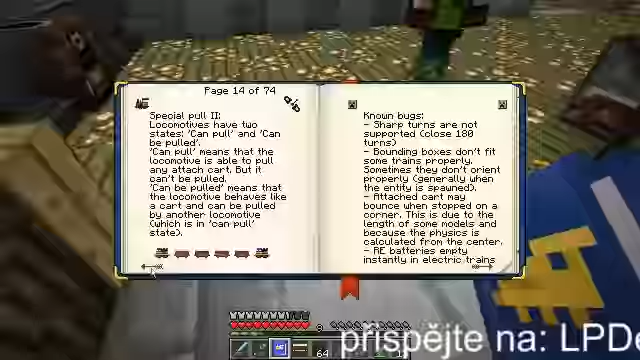 Page 14 of 74
Special pull II:
Locomotives have two
states: 'Can pull' and 'Can
be pulled'.
'Can pull' means that the
locomotive is able to pull
any attach cart. But it
can't be pulled.
'Can be pulled' means that
the locomotive behaves like
a cart and can be pulled
by another locomotive
(which is in 'can pull'
state).
Known bugs:
- Sharp turns are not
supported (close 180
turns)
- Bounding boxes don't fit
some trains properly.
Sometimes they don't orient
properly (generally when
the entity is spawned).
- Attached cart may
bounce when stopped on a
corner. This is due to the
length of some models and
because the physics is
calculated from the center.
- RE batteries empty
instantly in electric trains
64
přispějte na: LPD